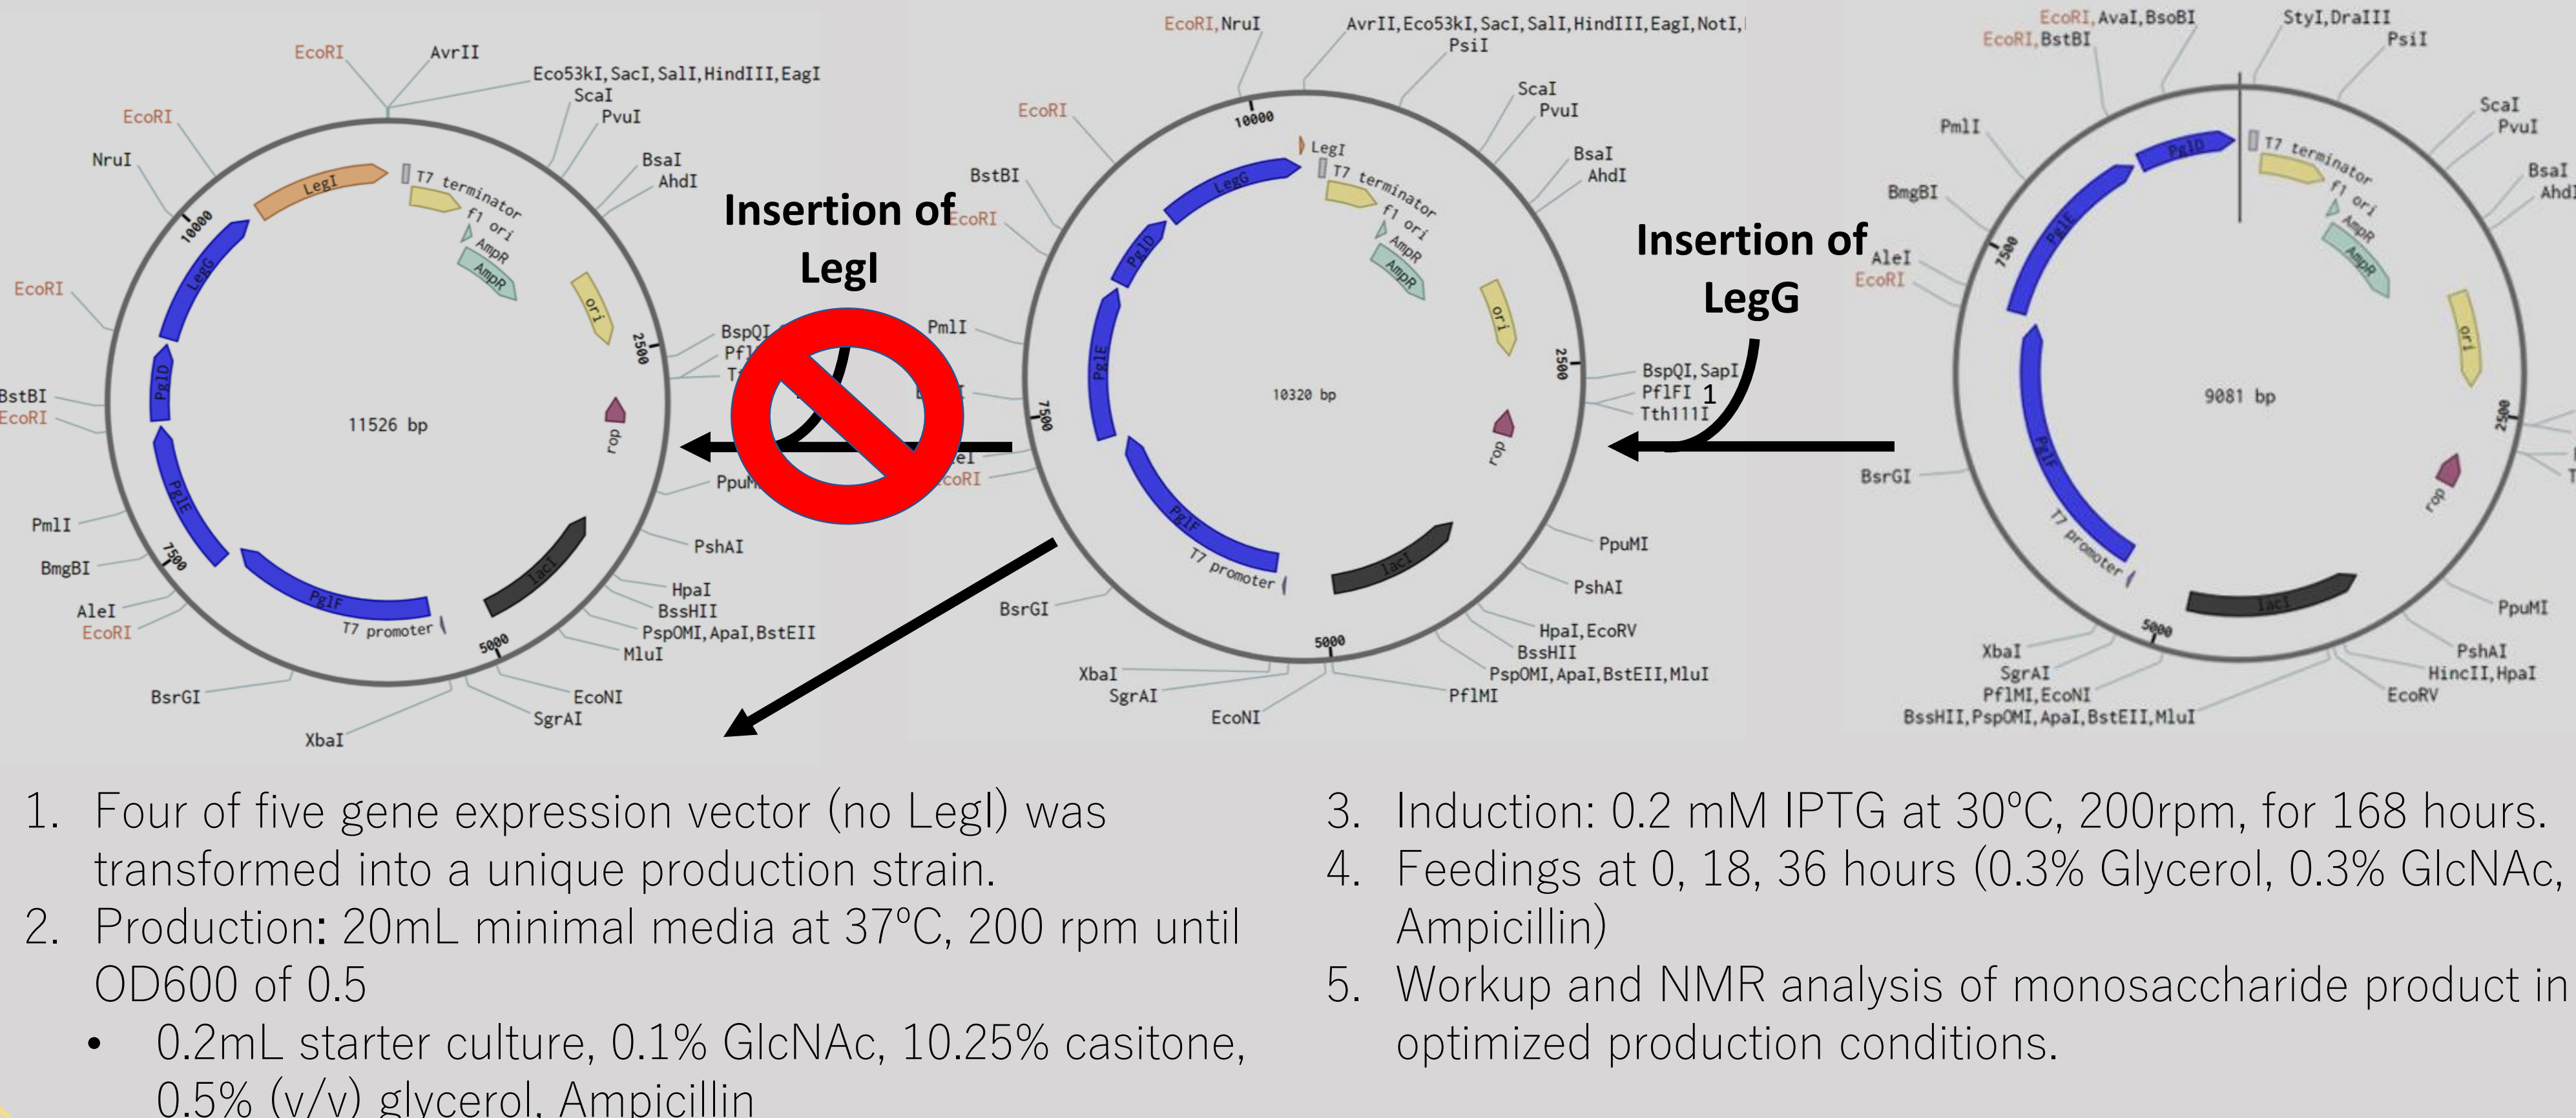 EcoRI
AvrII
Eco53kI,SacI,SalI,HindIII,EagI
ScaI
PvuI
EcoRI
NruI
BsaI
AhdI
LegI
T7 terminator
f1 ori
AmpR
AmpR
ori
10000
LegG
EcoRI
2500
BspQI
PglD
BstBI
EcoRI
11526 bp
rop
PglE
PmlI
PshAI
BmgBI
7500
lacI
HpaI
BssHII
PspOMI,ApaI,BstEII
MluI
AleI
EcoRI
PglF
T7 promoter
5000
BsrGI
EcoNI
SgrAI
XbaI
Insertion of
LegI
EcoRI,NruI
AvrII,Eco53kI,SacI,SalI,HindIII,EagI,NotI,
PsiI
ScaI
PvuI
EcoRI
10000
LegI
T7 terminator
BsaI
AhdI
BstBI
LegG
f1 ori
AmpR
AmpR
EcoRI
PglD
ori
PmlI
PglE
2500
BspQI,SapI
PflFI
Tth111I
10320 bp
7500
rop
PglF
T7 promoter
lacI
PpuMI
PshAI
BsrGI
HpaI,EcoRV
BssHII
PspOMI,ApaI,BstEII,MluI
PflMI
5000
XbaI
SgrAI
EcoNI
Insertion of
LegG
1
EcoRI,AvaI,BsoBI
EcoRI,BstBI
StyI,DraIII
PsiI
ScaI
PvuI
PmlI
PglD
T7 terminator
f1 ori
AmpR
AmpR
BsaI
BmgBI
PglE
7500
AleI
EcoRI
ori
9081 bp
2500
BsrGI
PglF
T7 promoter
rop
lacI
PpuMI
5000
XbaI
SgrAI
PflMI,EcoNI
BssHII,PspOMI,ApaI,BstEII,MluI
PshAI
HincII,HpaI
EcoRV
1. Four of five gene expression vector (no LegI) was
transformed into a unique production strain.
2. Production: 20mL minimal media at 37ºC, 200 rpm until
OD600 of 0.5
• 0.2mL starter culture, 0.1% GlcNAc, 10.25% casitone,
0.5% (v/v) glycerol, Ampicillin
3. Induction: 0.2 mM IPTG at 30ºC, 200rpm, for 168 hours.
4. Feedings at 0, 18, 36 hours (0.3% Glycerol, 0.3% GlcNAc,
Ampicillin)
5. Workup and NMR analysis of monosaccharide product in
optimized production conditions.